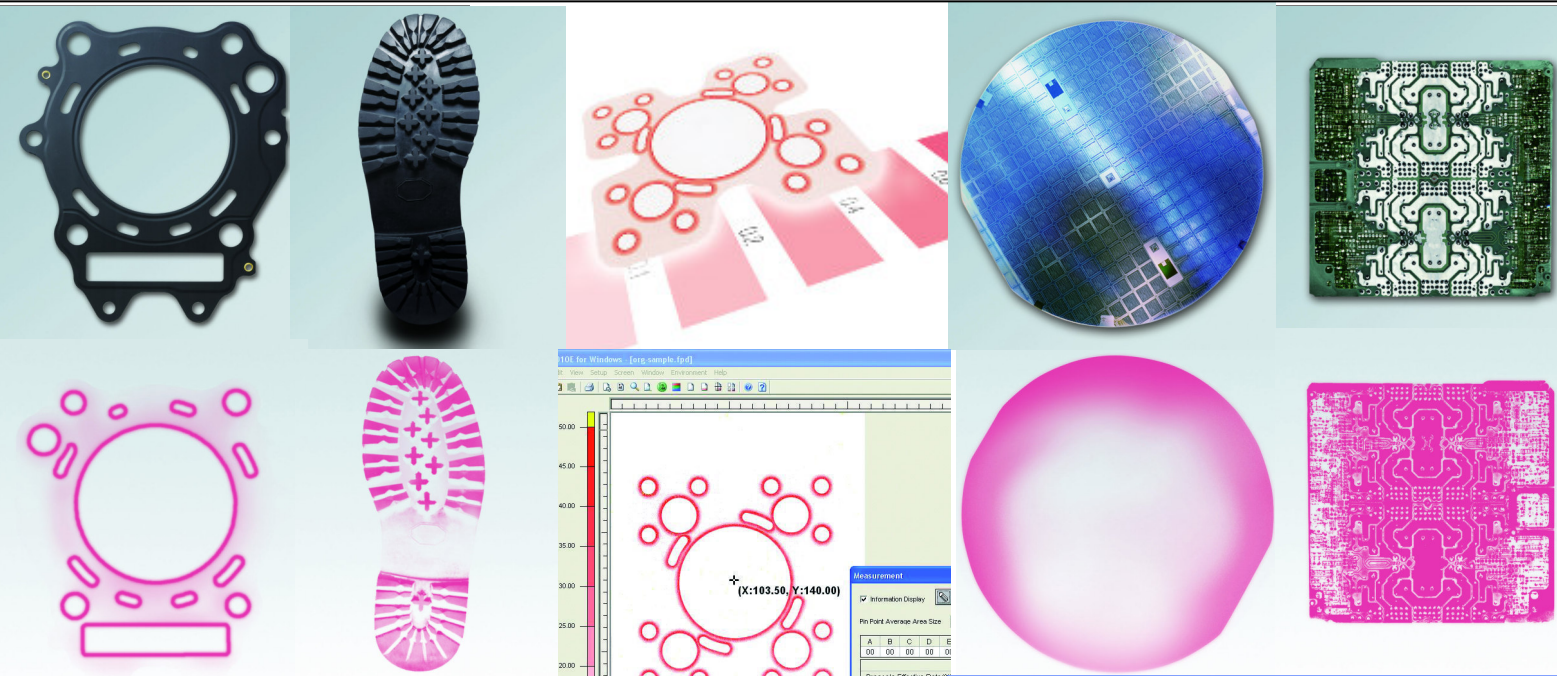 10E for Windows - [org-sample.fpd]
View Setup Screen Window Environment Help
50.00
45.00
40.00
35.00
30.00
25.00
20.00
(X:103.50, Y:140.00)
Measurement
Information Display
Pin Point Average Area Size
A B C D E
00 00 00 00 00